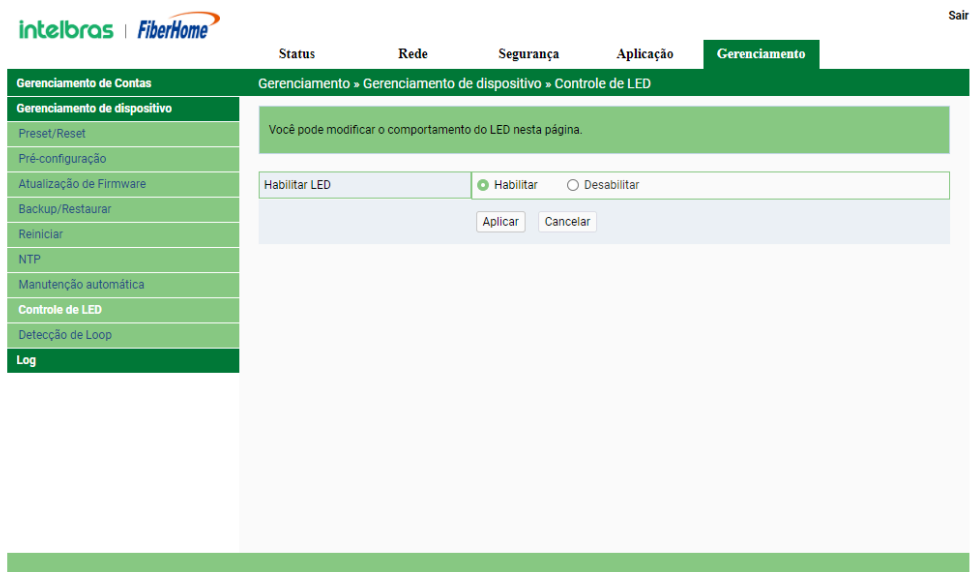 Sair
intelbras | FiberHome
Status Rede Segurança Aplicação Gerenciamento
Gerenciamento de Contas
Gerenciamento » Gerenciamento de dispositivo » Controle de LED
Gerenciamento de dispositivo
Preset/Reset
Você pode modificar o comportamento do LED nesta página.
Pré-configuração
Atualização de Firmware
Habilitar LED Habilitar Desabilitar
Backup/Restaurar
Aplicar Cancelar
Reiniciar
NTP
Manutenção automática
Controle de LED
Detecção de Loop
Log